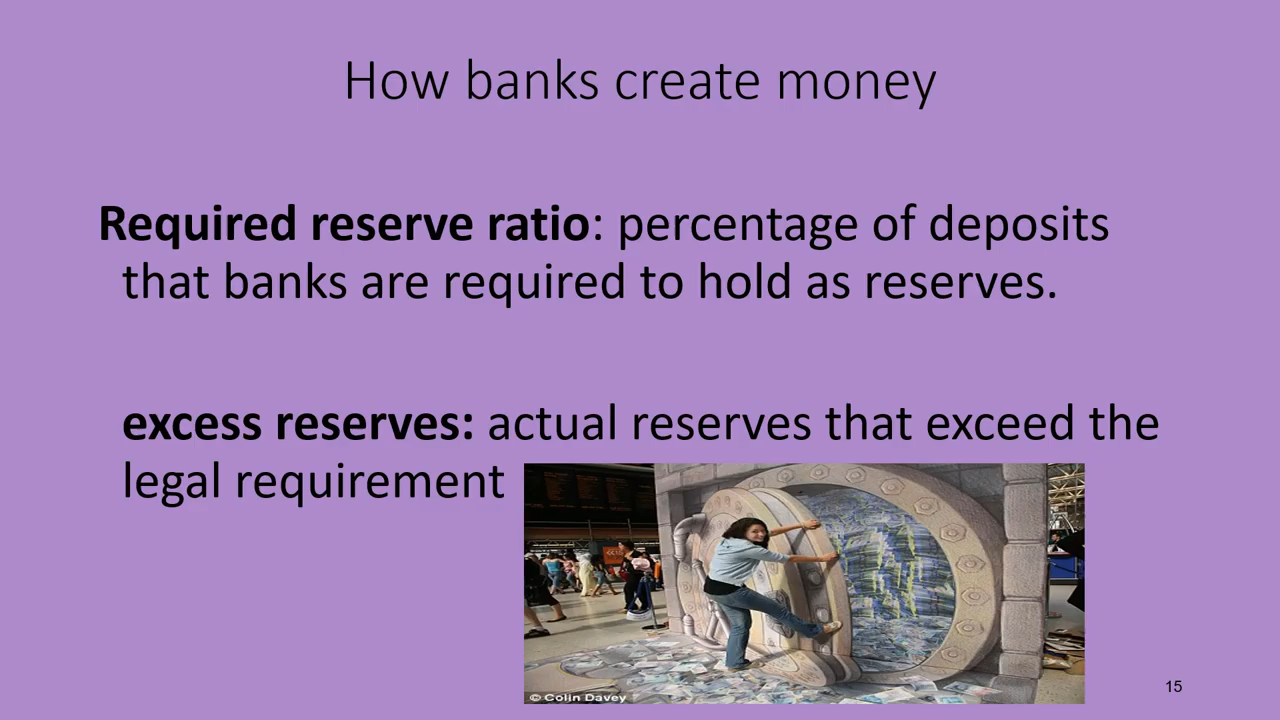 How banks create money
Required reserve ratio: percentage of deposits
that banks are required to hold as reserves.
excess reserves: actual reserves that exceed the
legal requirement
© Colin Davey
15